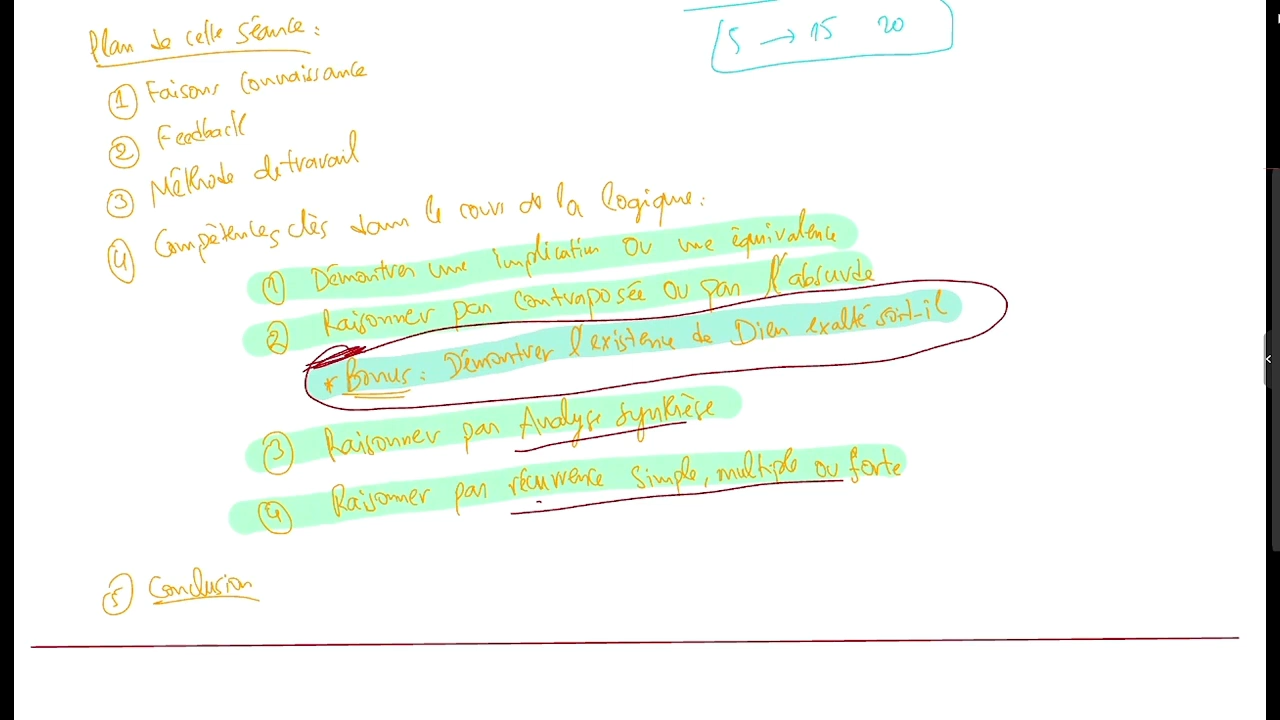 5 → 15 20
Plan de cette séance :
① Faisons connaissance
② Feedback
③ Méthode de travail
④ Compétences clés dans le cours de la logique :
① Démontrer une implication ou une équivalence
② Raisonner par contraposée ou par l'absurde
* Bonus : Démontrer l'existence de Dieu exalté soit-il
③ Raisonner par Analyse synthèse
④ Raisonner par récurrence simple, multiple ou forte
⑤ Conclusion